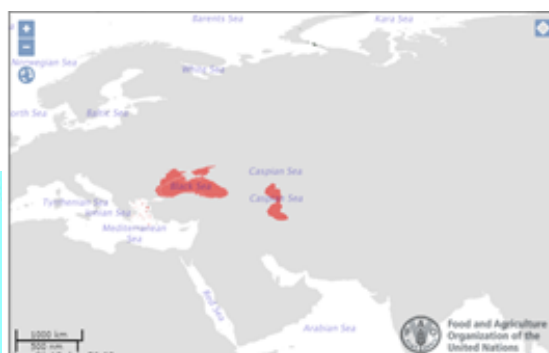 Barents Sea
Kara Sea
+
Norwegian Sea
−
White Sea
orth Sea
Baltic Sea
Caspian Sea
Black Sea
Caspian Sea
Tyrrhenian Sea
Ionian Sea
Mediterranean
Sea
Red Sea
Arabian Sea
1000 km
500 nm
Food and Agriculture
Organization of the
United Nations